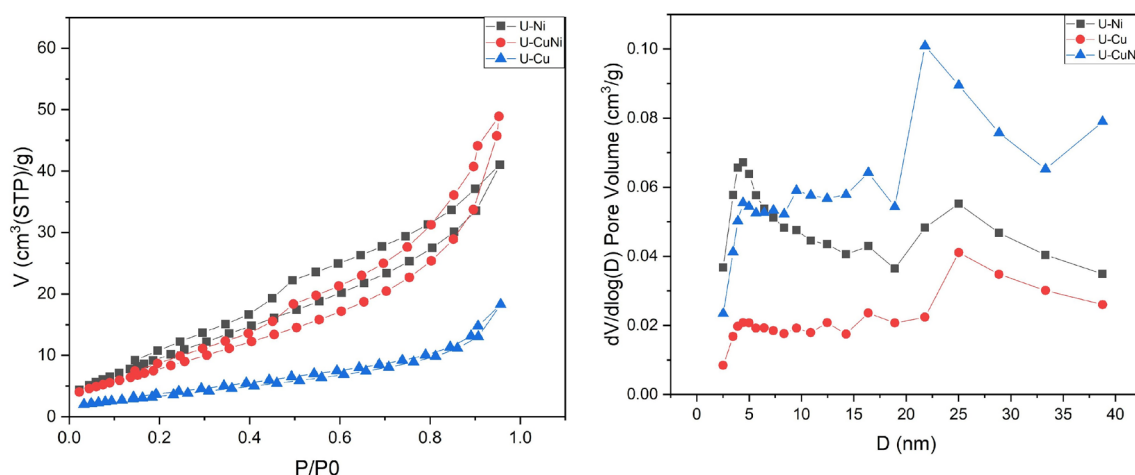 U-Ni
U-CuNi
U-Cu
60
50
40
30
20
10
0
V (cm³(STP)/g)
0.0 0.2 0.4 0.6 0.8 1.0
P/P0
U-Ni
U-Cu
U-CuN
0.10
0.08
0.06
0.04
0.02
0.00
dV/dlog(D) Pore Volume (cm³/g)
0 5 10 15 20 25 30 35 40
D (nm)